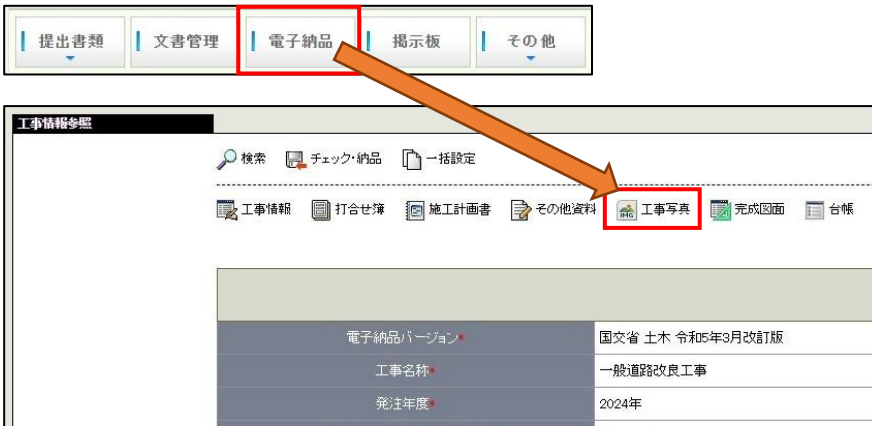 提出書類 文書管理 電子納品 掲示板 その他
工事情報参照
検索 チェック・納品 一括設定
工事情報 打合せ簿 施工計画書 その他資料 IMG 工事写真 完成図面 台帳
電子納品バージョン* 国交省 土木 令和5年3月改訂版
工事名称* 一般道路改良工事
発注年度* 2024年